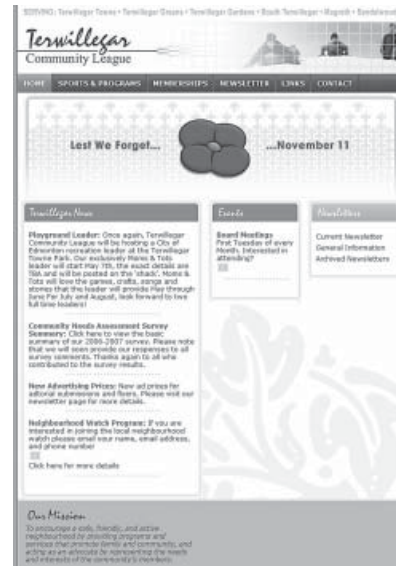 SERVING: Terwillegar Towne • Terwillegar Greens • Terwillegar Gardens • South Terwillegar • Magrath •
Terwillegar
Community League
HOME SPORTS & PROGRAMS MEMBERSHIPS NEWSLETTER LINKS CONTACT
Lest We Forget... ...November 11
Terwillegar News
Playground Leader: Once again, Terwillegar
Community League will be hosting a City of
Edmonton recreation leader at the Terwillegar
Towne Park. Our exclusively Moms & Tots
leader will start May 7th, the exact details are
TBA and will be posted on the 'shack'. Moms &
Tots will love the games, crafts, songs and
stories that the leader will provide May through
June For July and August, look forward to two
full time leaders!
Community Needs Assessment Survey
Summary: Click here to view the basic
summary of our 2006-2007 survey. Please note
that we will soon provide our responses to all
survey comments. Thanks again to all who
contributed to the survey results.
New Advertising Prices: New ad prices for
editorial submissions and fixers. Please visit our
newsletter page for more details.
Neighbourhood Watch Program: If you are
interested in joining the local neighbourhood
watch please email your name, email address,
and phone number
Click here for more details
Events
Board Meetings
First Tuesday of every
Month. Interested in
attending?
Newsletters
Current Newsletter
General Information
Archived Newsletters
Our Mission
To encourage a safe, friendly, and active
neighbourhood by providing programs and
services that promote family and community, and
acting as an advocate by representing the needs
and interests of the community's members.